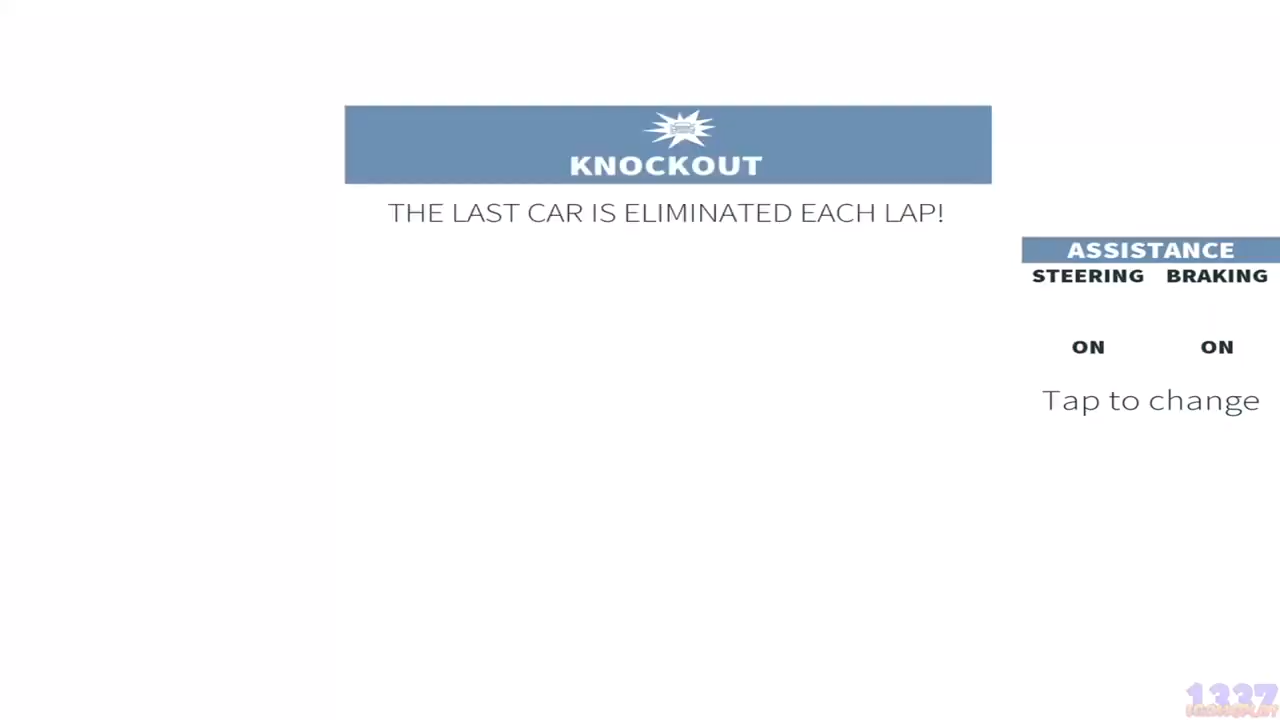 KNOCKOUT
THE LAST CAR IS ELIMINATED EACH LAP!
ASSISTANCE
STEERING BRAKING
ON ON
Tap to change
1337